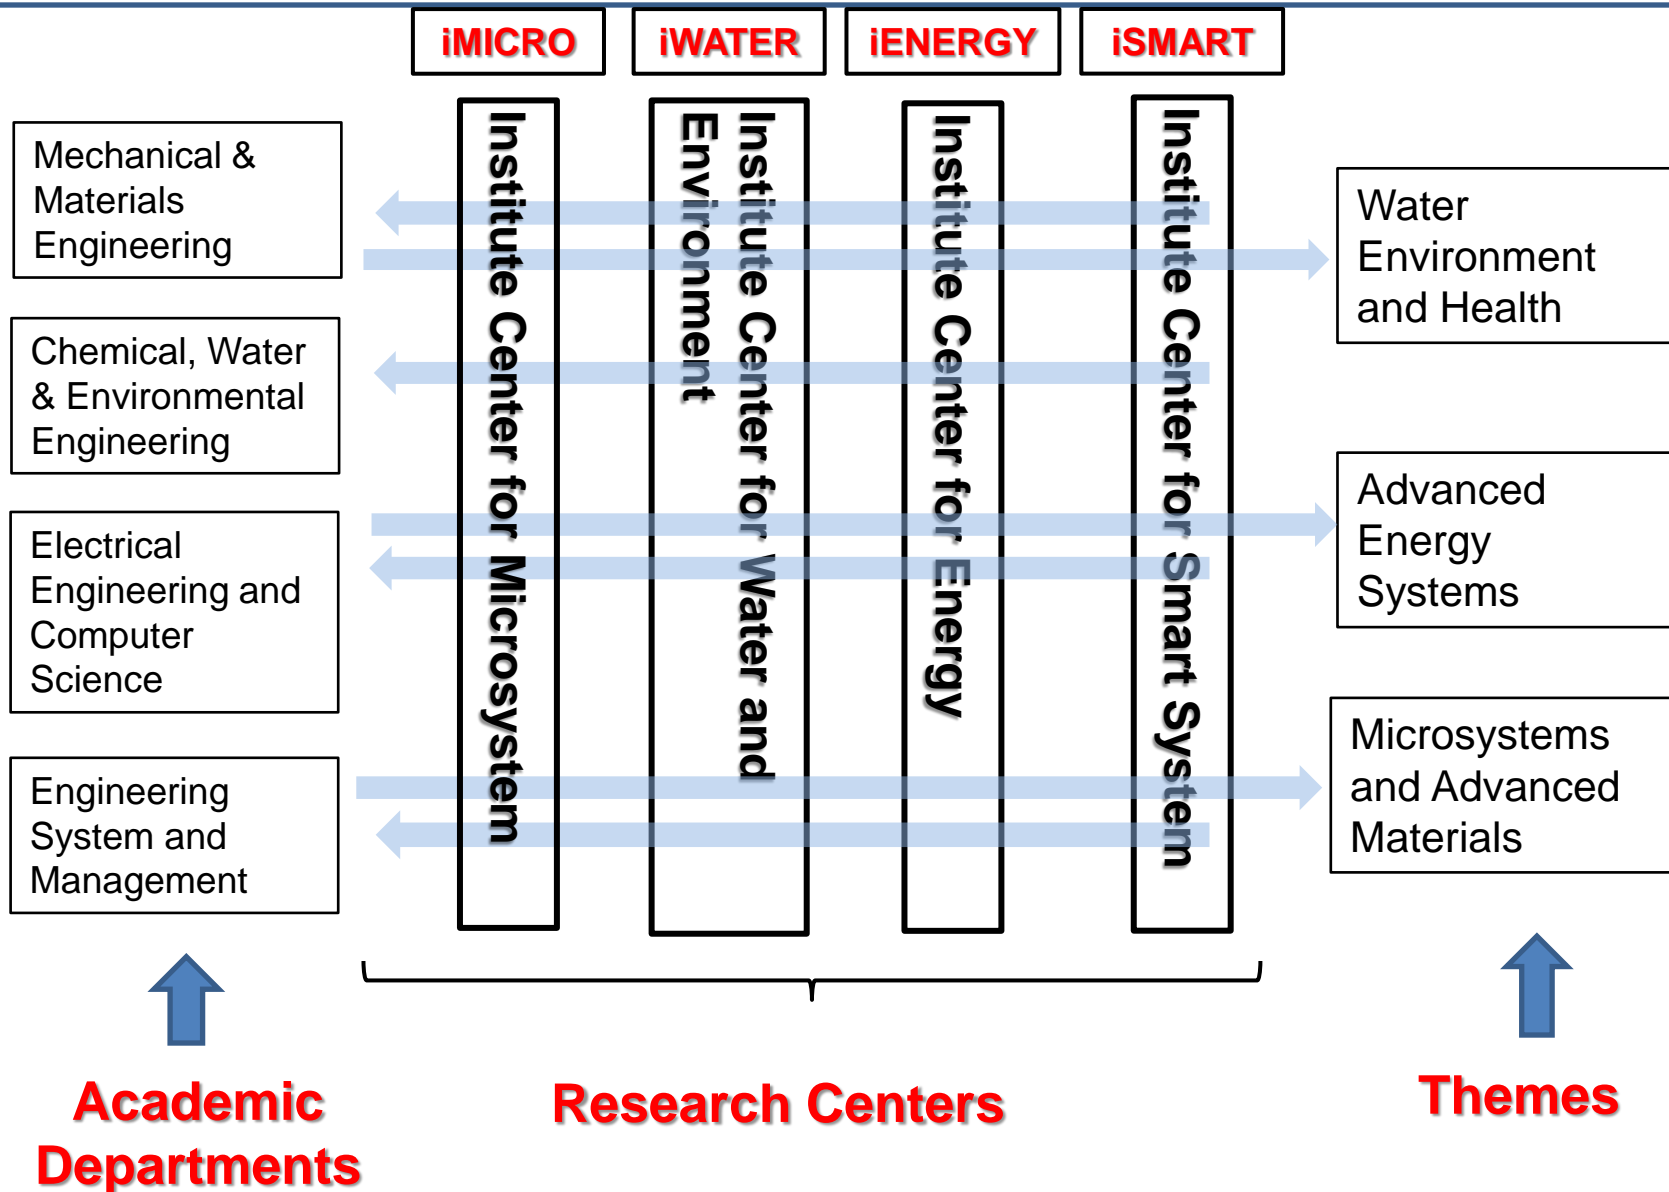 iMICRO
iWATER
iENERGY
iSMART
Mechanical &
Materials
Engineering
Chemical, Water
& Environmental
Engineering
Electrical
Engineering and
Computer
Science
Engineering
System and
Management
Institute Center for Microsystem
Institute Center for Water and
Environment
Institute Center for Energy
Institute Center for Smart System
Water
Environment
and Health
Advanced
Energy
Systems
Microsystems
and Advanced
Materials
Academic
Departments
Research Centers
Themes